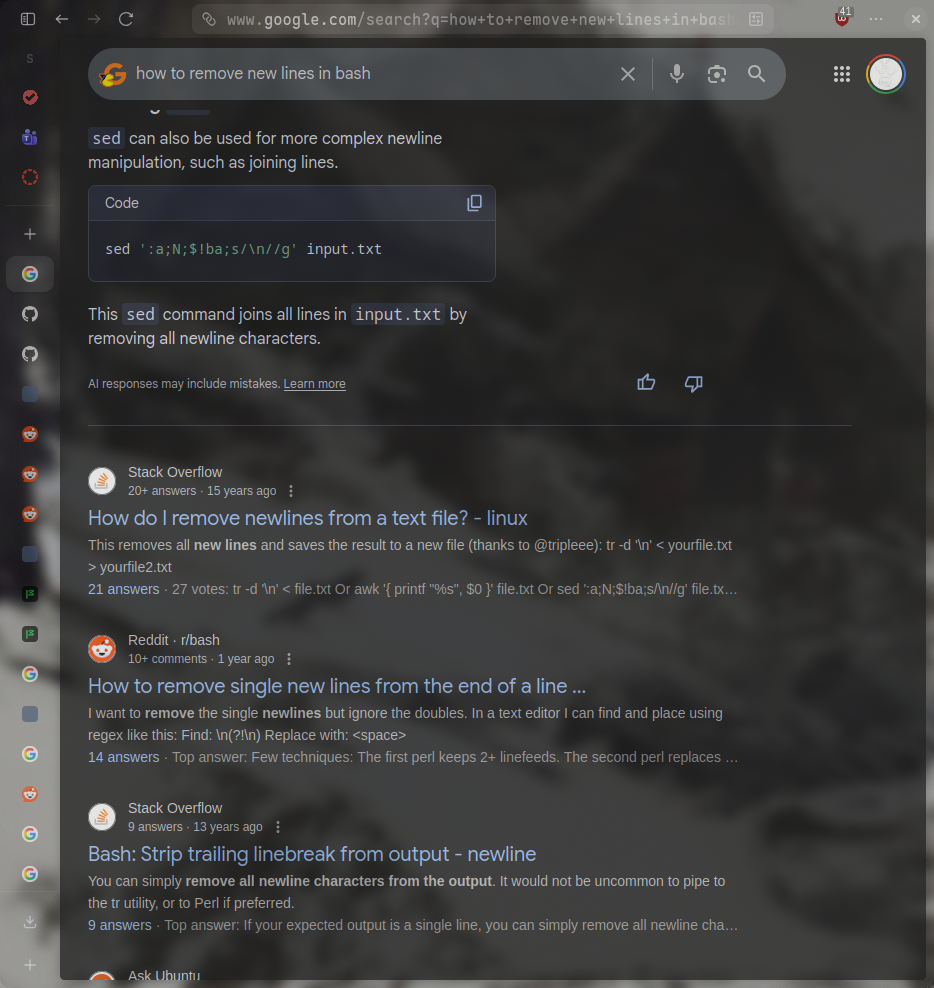 www.google.com/search?q=how+to+remove+new+lines+in+bash
41
S
how to remove new lines in bash
sed can also be used for more complex newline
manipulation, such as joining lines.
Code
sed ':a;N;$!ba;s/\n//g' input.txt
This sed command joins all lines in input.txt by
removing all newline characters.
AI responses may include mistakes. Learn more
Stack Overflow
20+ answers · 15 years ago
How do I remove newlines from a text file? - linux
This removes all new lines and saves the result to a new file (thanks to @tripleee): tr -d '\n' < yourfile.txt
> yourfile2.txt
21 answers · 27 votes: tr -d '\n' < file.txt Or awk '{ printf "%s", $0 }' file.txt Or sed ':a;N;$!ba;s/\n//g' file.tx…
Reddit · r/bash
10+ comments · 1 year ago
How to remove single new lines from the end of a line ...
I want to remove the single newlines but ignore the doubles. In a text editor I can find and place using
regex like this: Find: \n(?!\n) Replace with: <space>
14 answers · Top answer: Few techniques: The first perl keeps 2+ linefeeds. The second perl replaces …
Stack Overflow
9 answers · 13 years ago
Bash: Strip trailing linebreak from output - newline
You can simply remove all newline characters from the output. It would not be uncommon to pipe to
the tr utility, or to Perl if preferred.
9 answers · Top answer: If your expected output is a single line, you can simply remove all newline cha…
Ask Ubuntu